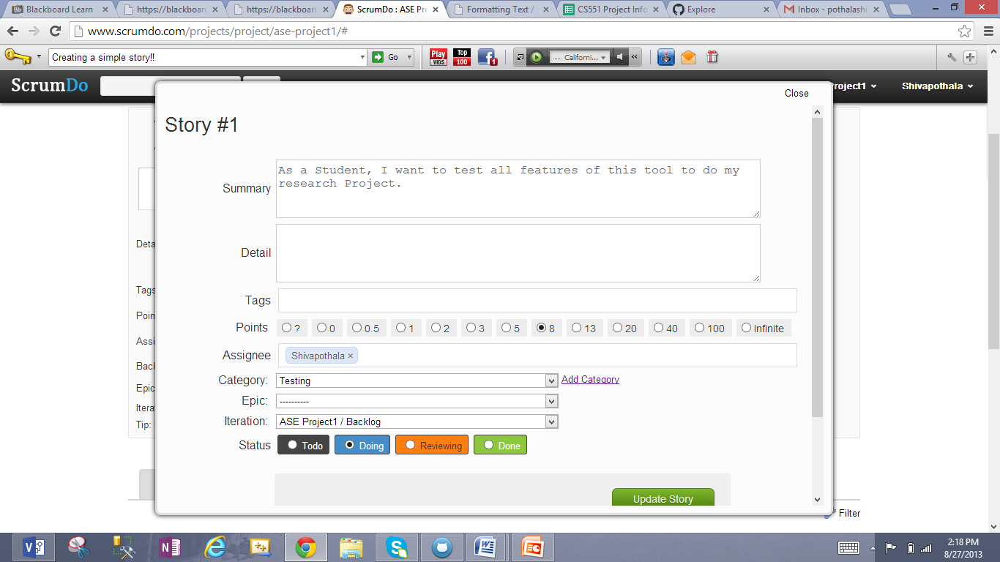 Blackboard Learn
https://blackboar
https://blackboar
ScrumDo : ASE Pr
Formatting Text /
CS551 Project Info
Explore
Inbox - pothalashi
www.scrumdo.com/projects/project/ase-project1/#
Creating a simple story!!
Go
Play VIDS
Top 100
1
..... Californi...
ScrumDo
roject1
Shivapothala
Close
Story #1
Summary
As a Student, I want to test all features of this tool to do my
research Project.
Deta
Detail
Tags
Tags
Poin
Points
? 0 0.5 1 2 3 5 8 13 20 40 100 Infinite
Assi
Assignee
Shivapothala ×
Back
Category: Testing Add Category
Epic
Epic: ----------
Itera
Iteration: ASE Project1 / Backlog
Tip:
Status Todo Doing Reviewing Done
Update Story
Filter
2:18 PM
8/27/2013